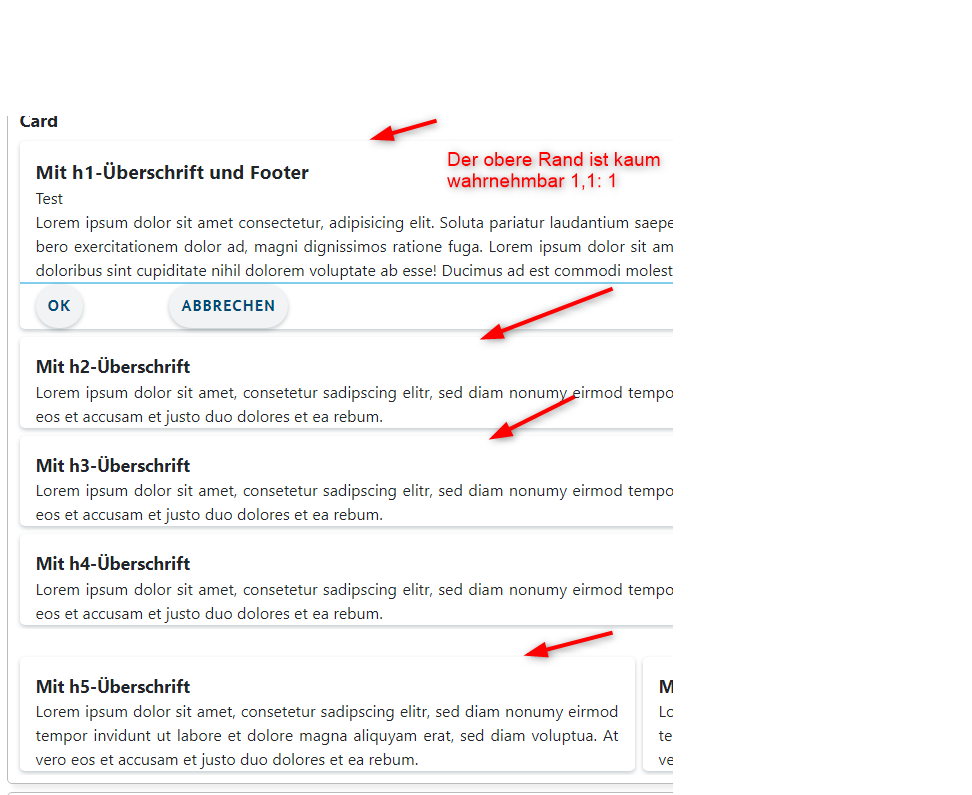 Card
Der obere Rand ist kaum
wahrnehmbar 1,1: 1
Mit h1-Überschrift und Footer
Test
Lorem ipsum dolor sit amet consectetur, adipisicing elit. Soluta pariatur laudantium saepe
bero exercitationem dolor ad, magni dignissimos ratione fuga. Lorem ipsum dolor sit am
doloribus sint cupiditate nihil dolorem voluptate ab esse! Ducimus ad est commodi molest
OK
ABBRECHEN
Mit h2-Überschrift
Lorem ipsum dolor sit amet, consetetur sadipscing elitr, sed diam nonumy eirmod tempo
eos et accusam et justo duo dolores et ea rebum.
Mit h3-Überschrift
Lorem ipsum dolor sit amet, consetetur sadipscing elitr, sed diam nonumy eirmod tempo
eos et accusam et justo duo dolores et ea rebum.
Mit h4-Überschrift
Lorem ipsum dolor sit amet, consetetur sadipscing elitr, sed diam nonumy eirmod tempo
eos et accusam et justo duo dolores et ea rebum.
Mit h5-Überschrift
Lorem ipsum dolor sit amet, consetetur sadipscing elitr, sed diam nonumy eirmod
tempor invidunt ut labore et dolore magna aliquyam erat, sed diam voluptua. At
vero eos et accusam et justo duo dolores et ea rebum.
M
Lo
te
ve